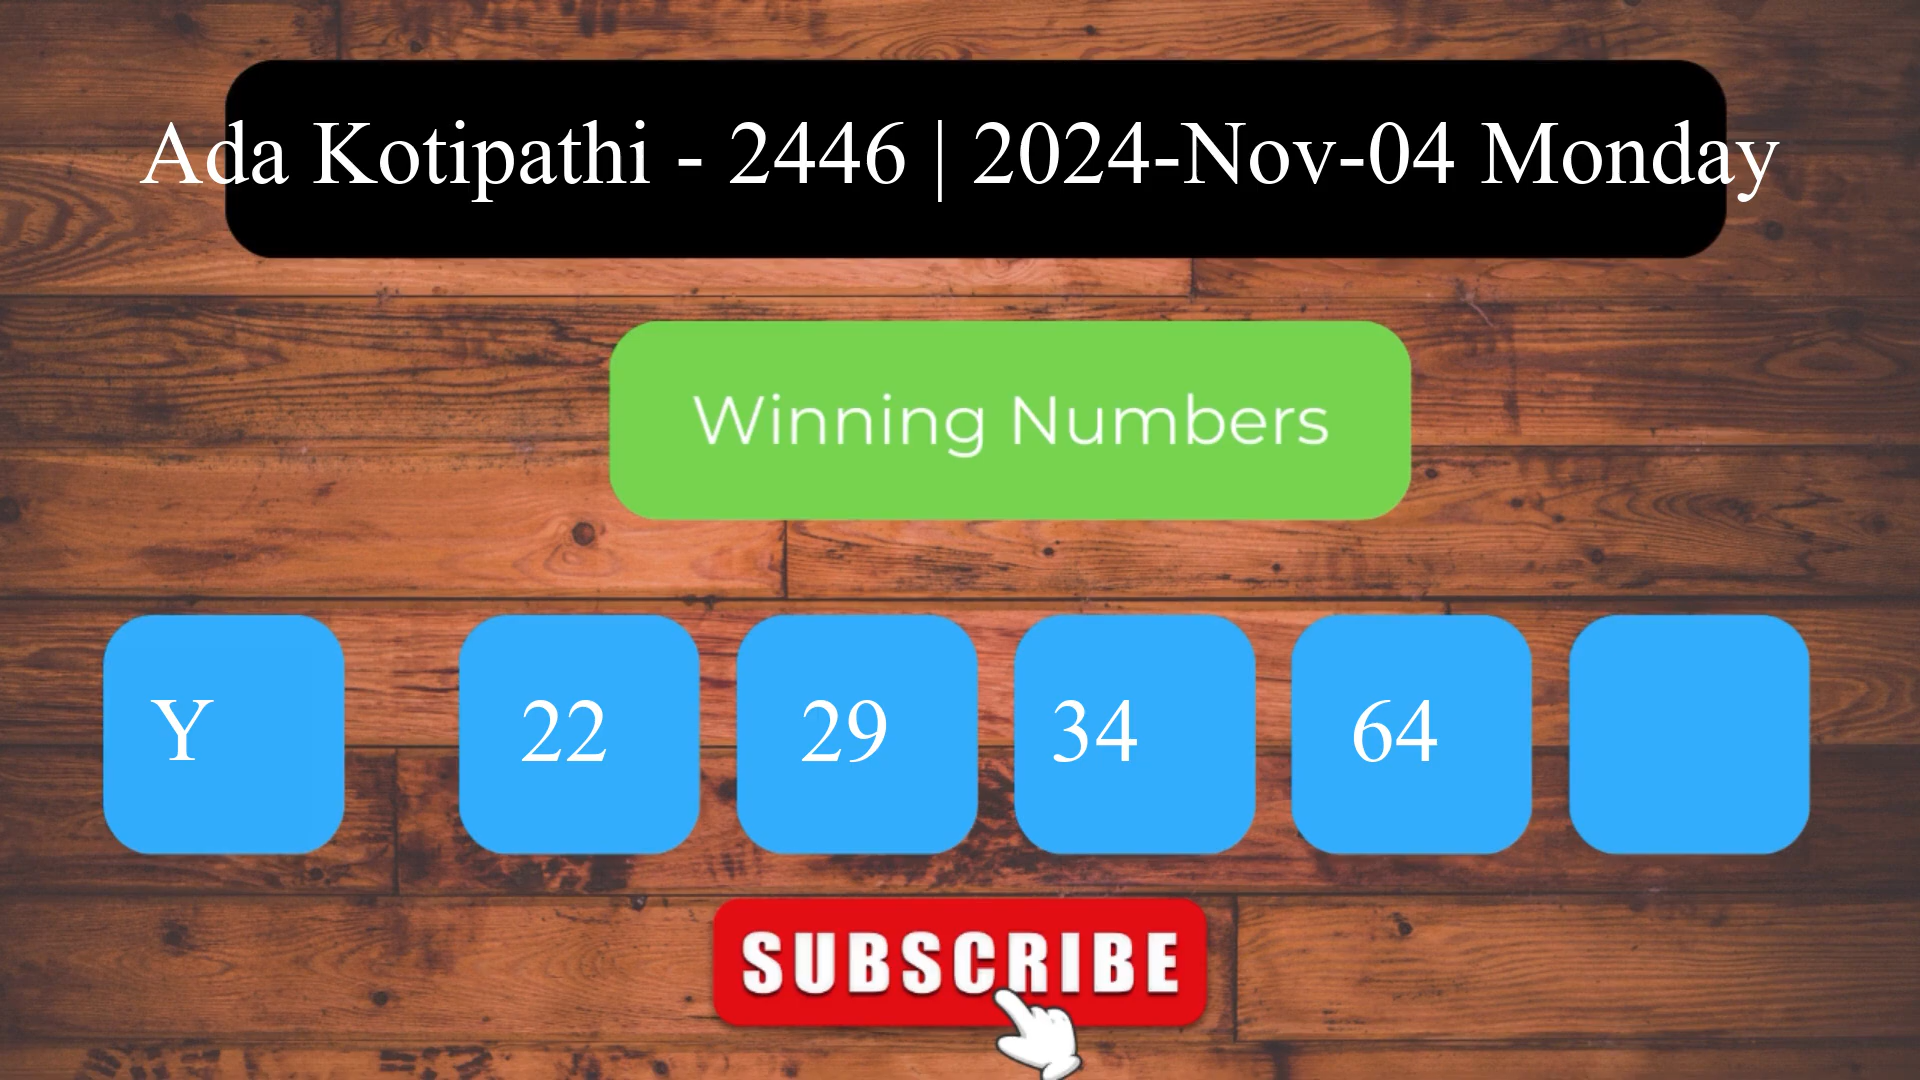 Ada Kotipathi - 2446 | 2024-Nov-04 Monday
Winning Numbers
Y 22 29 34 64
SUBSCRIBE